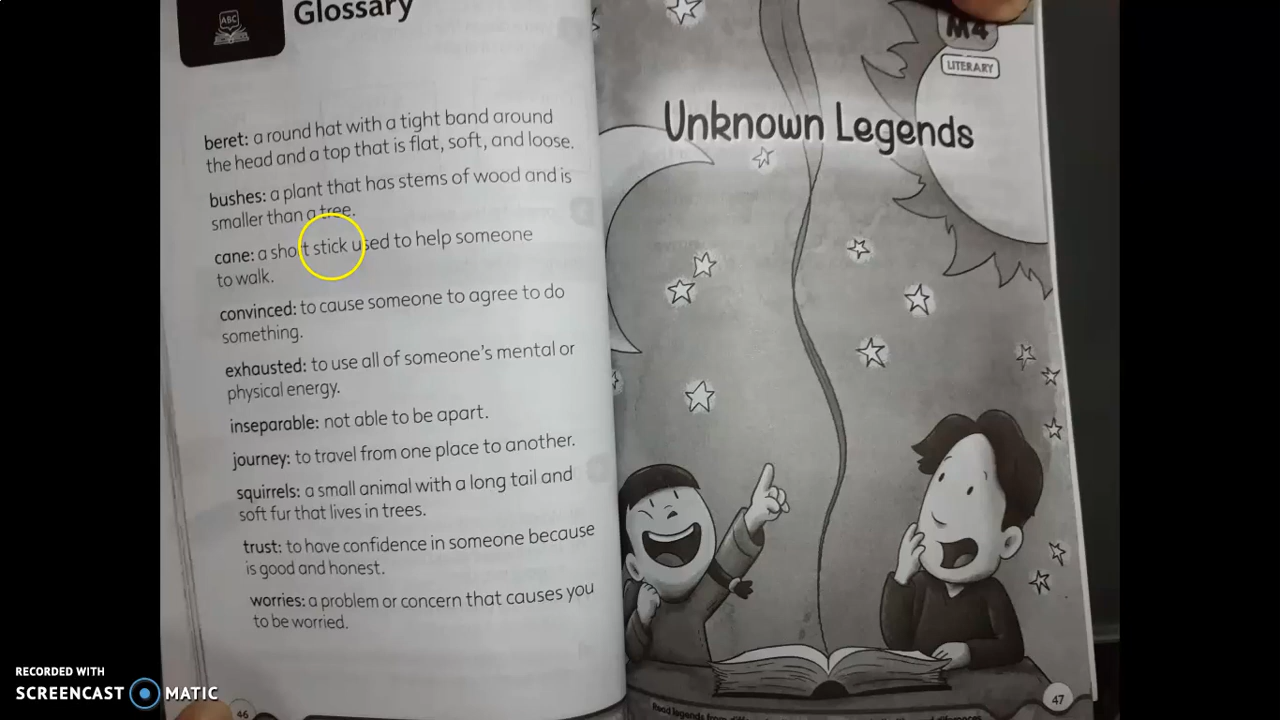 ABC
Glossary
beret: a round hat with a tight band around
the head and a top that is flat, soft, and loose.
bushes: a plant that has stems of wood and is
smaller than a tree.
cane: a short stick used to help someone
to walk.
convinced: to cause someone to agree to do
something.
exhausted: to use all of someone's mental or
physical energy.
inseparable: not able to be apart.
journey: to travel from one place to another.
squirrels: a small animal with a long tail and
soft fur that lives in trees.
trust: to have confidence in someone because
is good and honest.
worries: a problem or concern that causes you
to be worried.
46
M4
LITERARY
Unknown Legends
47
Read legends from
RECORDED WITH
SCREENCAST MATIC